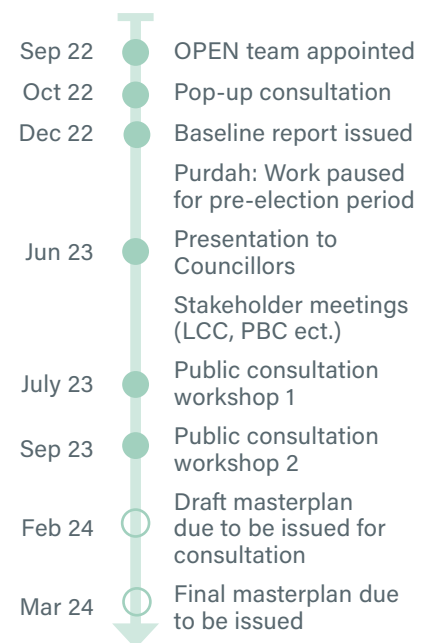 Sep 22 OPEN team appointed
Oct 22 Pop-up consultation
Dec 22 Baseline report issued
Purdah: Work paused
for pre-election period
Jun 23 Presentation to
Councillors
Stakeholder meetings
(LCC, PBC ect.)
July 23 Public consultation
workshop 1
Sep 23 Public consultation
workshop 2
Feb 24 Draft masterplan
due to be issued for
consultation
Mar 24 Final masterplan due
to be issued